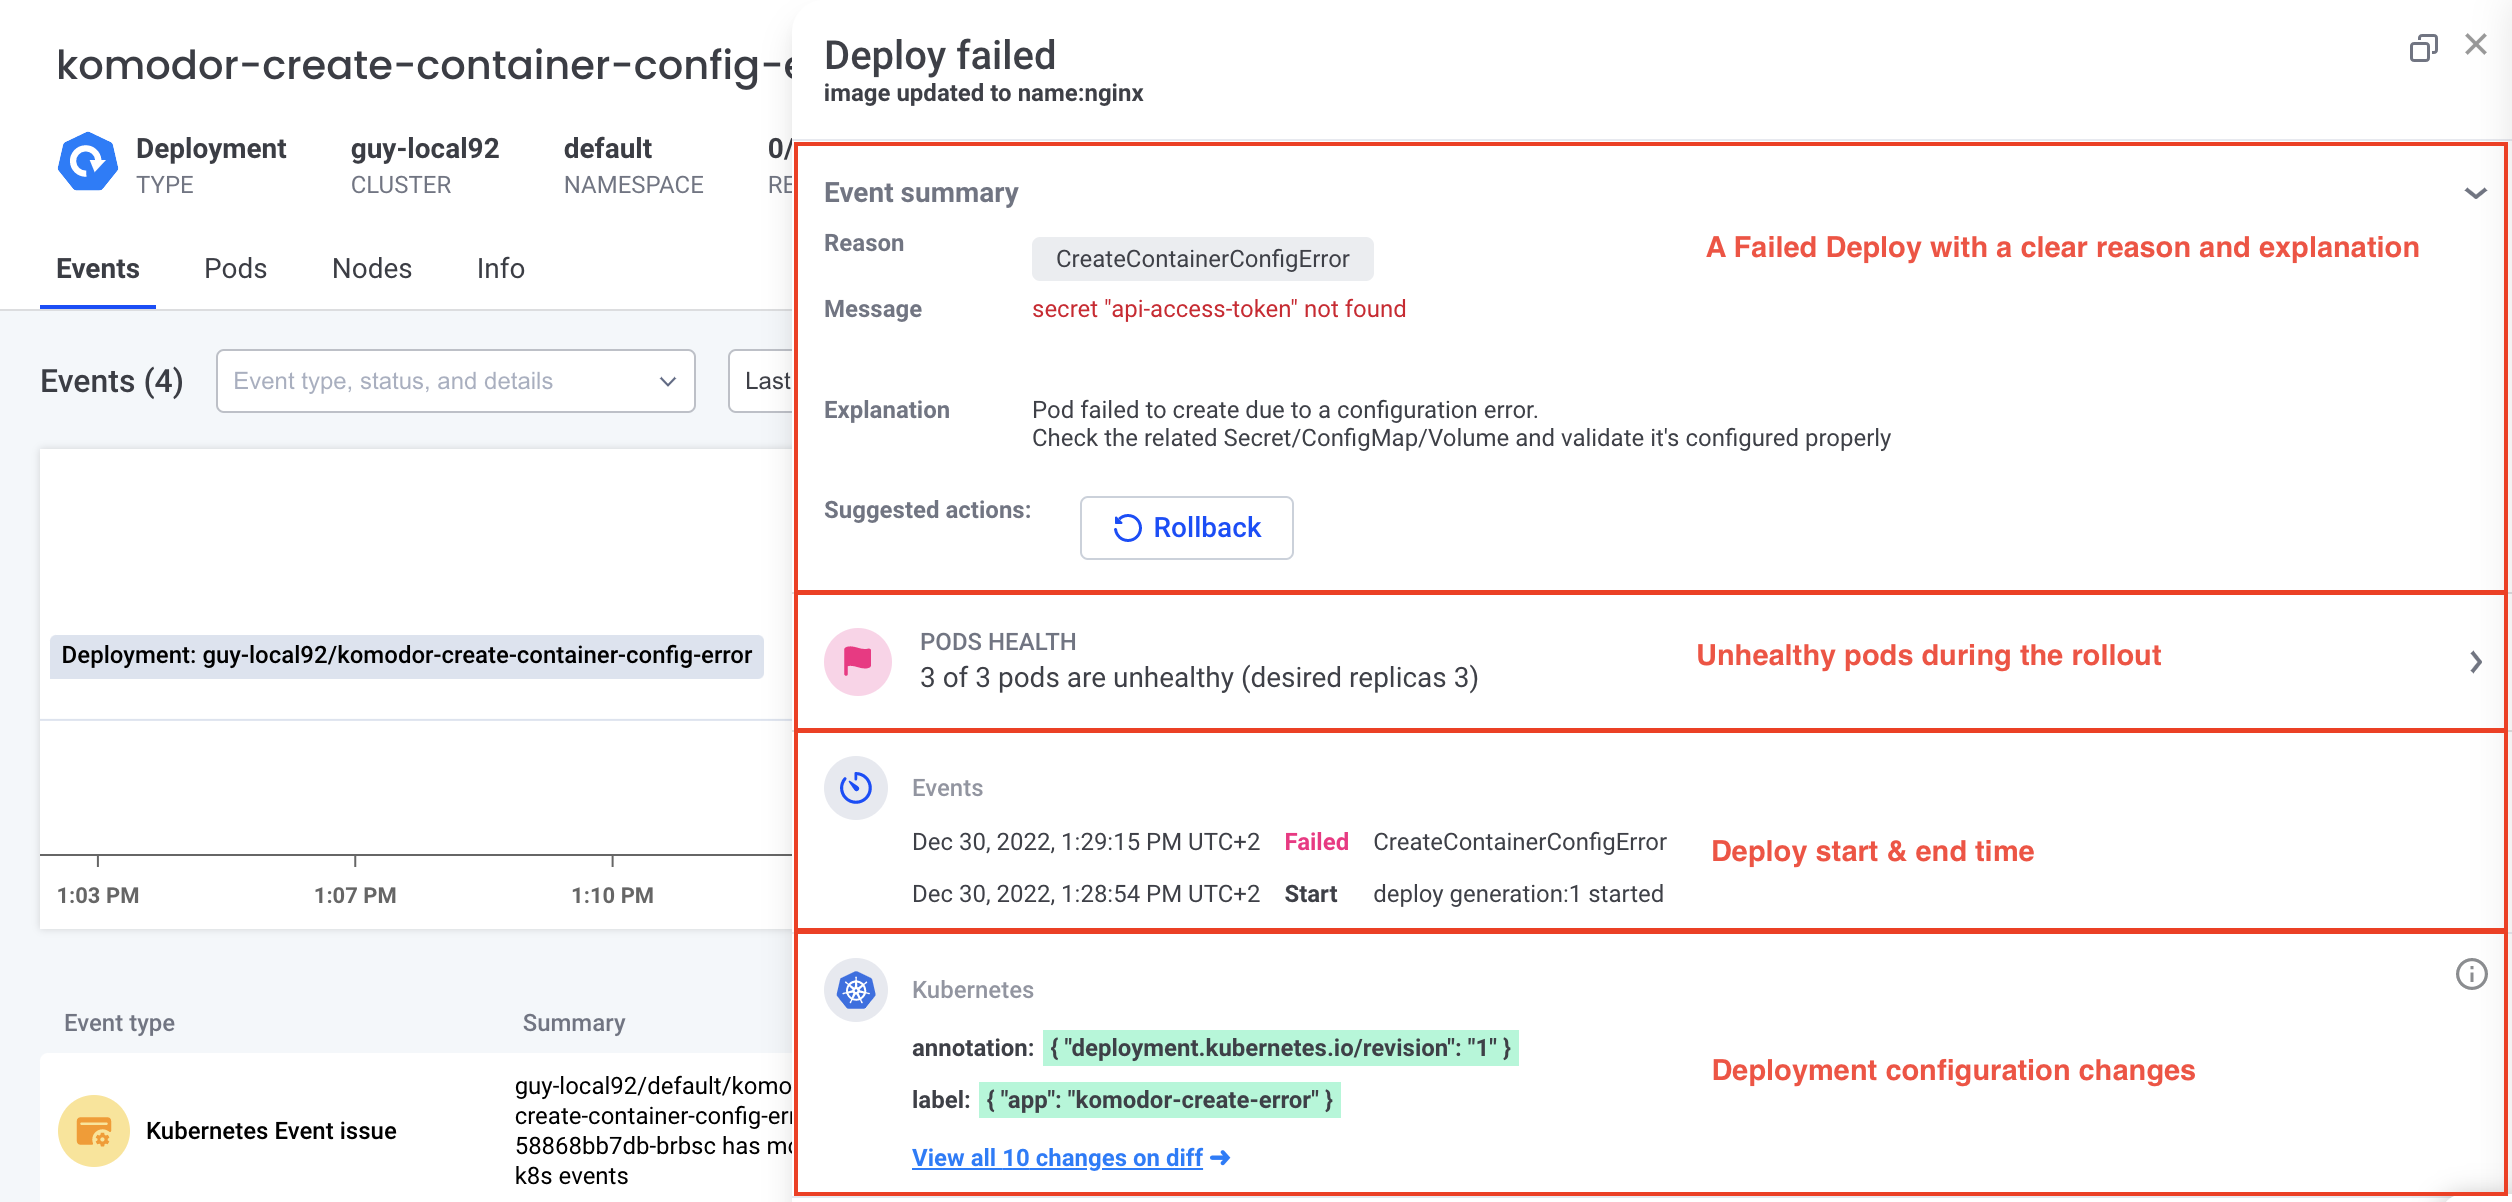 komodor-create-container-config-e
Deployment
TYPE
guy-local92
CLUSTER
default
NAMESPACE
0/
RE
Events Pods Nodes Info
Events (4)
Event type, status, and details
Last
Deployment: guy-local92/komodor-create-container-config-error
1:03 PM 1:07 PM 1:10 PM
Event type Summary
Kubernetes Event issue
guy-local92/default/komo
create-container-config-err
58868bb7db-brbsc has mo
k8s events
Deploy failed
image updated to name:nginx
Event summary
Reason CreateContainerConfigError
A Failed Deploy with a clear reason and explanation
Message secret "api-access-token" not found
Explanation Pod failed to create due to a configuration error.
Check the related Secret/ConfigMap/Volume and validate it's configured properly
Suggested actions: Rollback
PODS HEALTH
3 of 3 pods are unhealthy (desired replicas 3)
Unhealthy pods during the rollout
Events
Dec 30, 2022, 1:29:15 PM UTC+2 Failed CreateContainerConfigError
Dec 30, 2022, 1:28:54 PM UTC+2 Start deploy generation:1 started
Deploy start & end time
Kubernetes
annotation: { "deployment.kubernetes.io/revision": "1" }
label: { "app": "komodor-create-error" }
Deployment configuration changes
View all 10 changes on diff